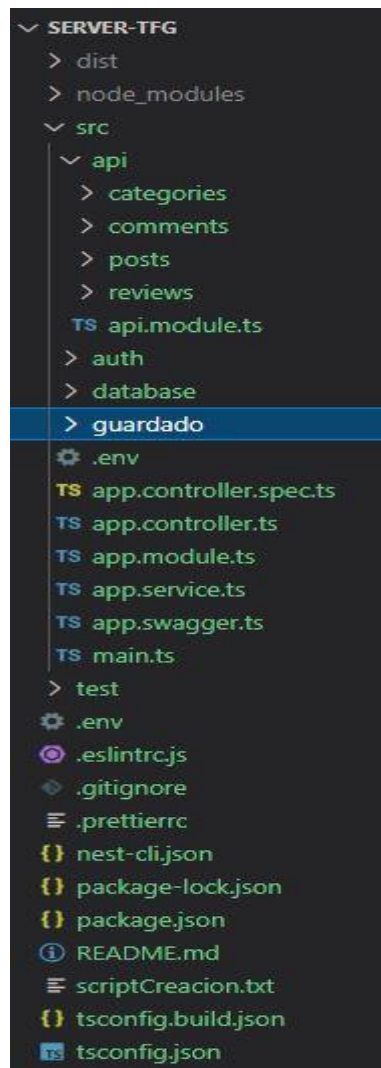 SERVER-TFG
dist
node_modules
src
api
categories
comments
posts
reviews
TS api.module.ts
auth
database
guardado
.env
TS app.controller.spec.ts
TS app.controller.ts
TS app.module.ts
TS app.service.ts
TS app.swagger.ts
TS main.ts
test
.env
.eslintrc.js
.gitignore
.prettierrc
{} nest-cli.json
{} package-lock.json
{} package.json
README.md
scriptCreacion.txt
{} tsconfig.build.json
TS tsconfig.json